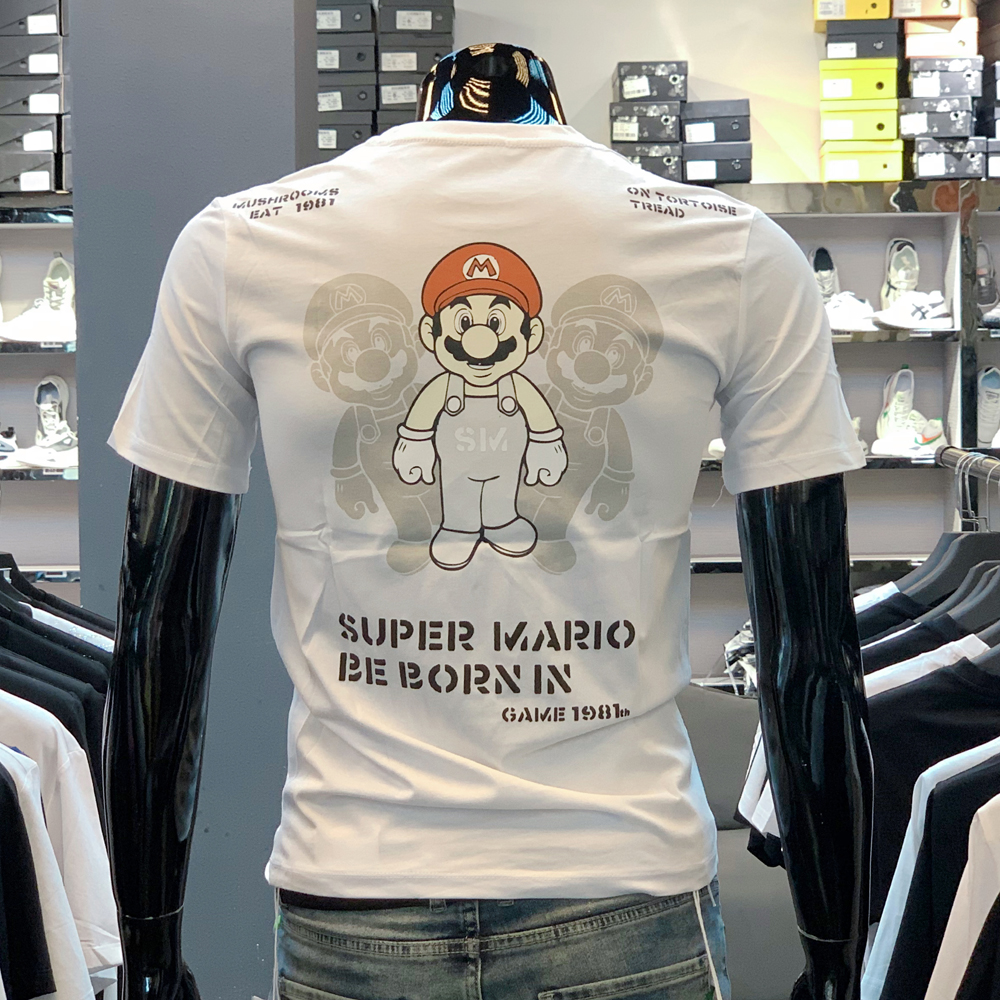 MUSHROOMS
EAT 1981
ON TORTOISE
TREAD
M
M
M
SM
SUPER MARIO
BE BORN IN
GAME 1981th